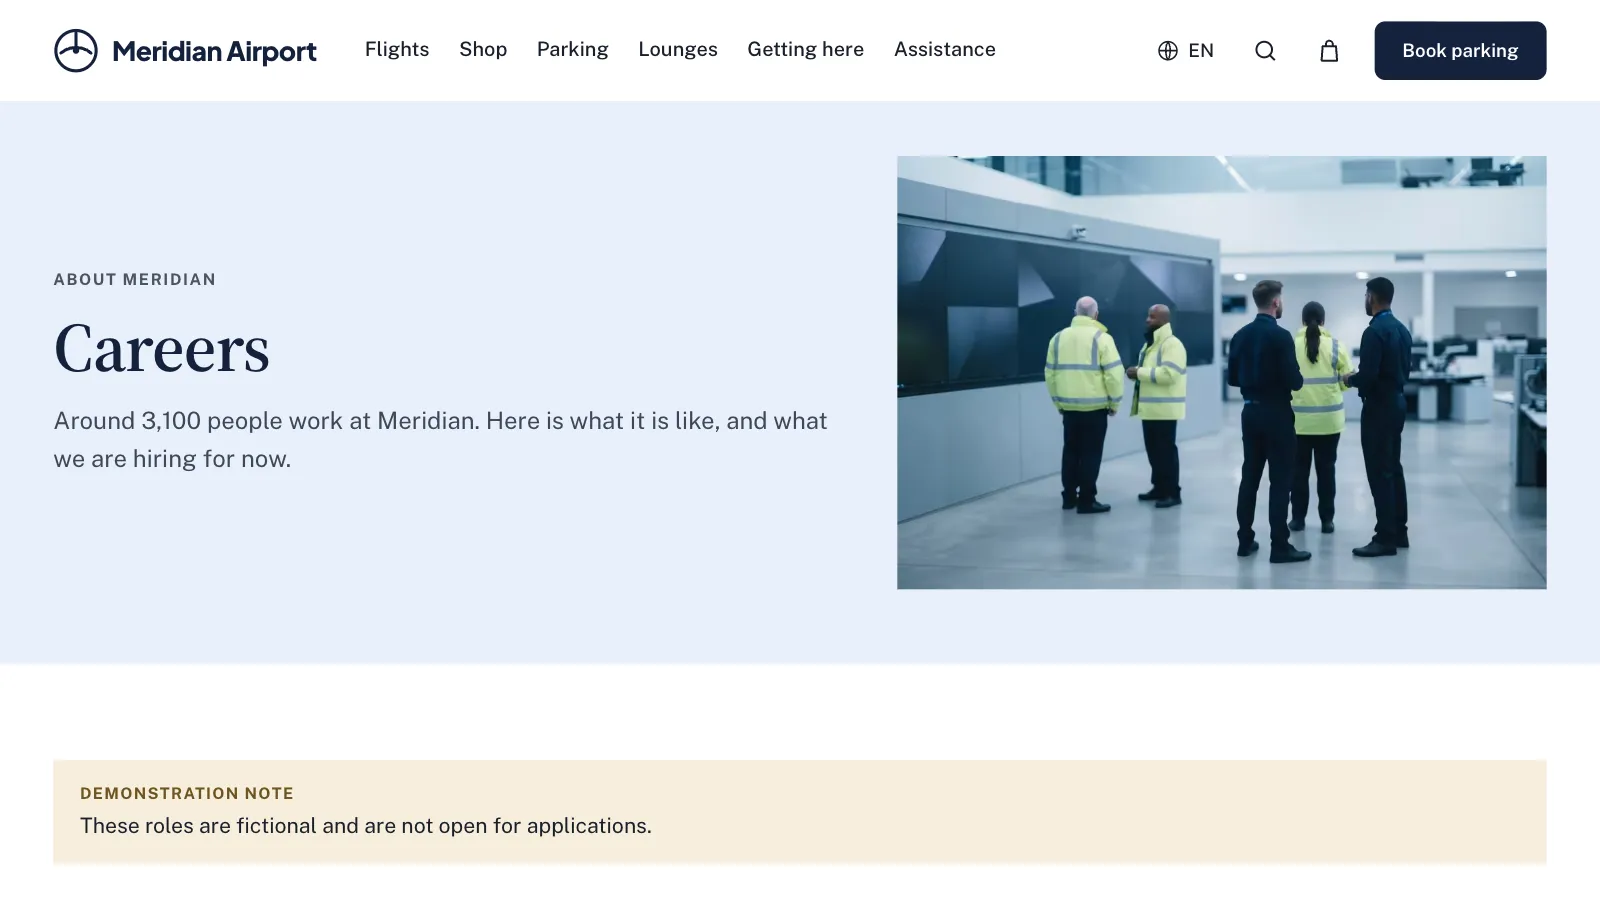 Meridian Airport
Flights
Shop
Parking
Lounges
Getting here
Assistance
EN
Book parking
ABOUT MERIDIAN
Careers
Around 3,100 people work at Meridian. Here is what it is like, and what
we are hiring for now.
DEMONSTRATION NOTE
These roles are fictional and are not open for applications.